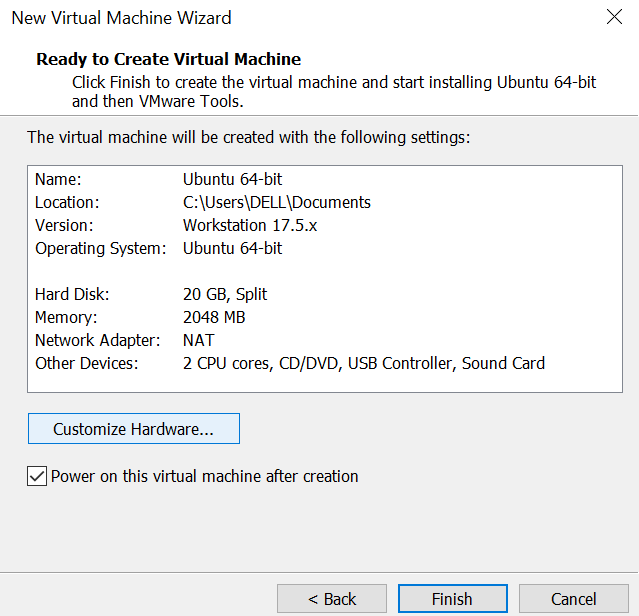 New Virtual Machine Wizard
Ready to Create Virtual Machine
Click Finish to create the virtual machine and start installing Ubuntu 64-bit
and then VMware Tools.
The virtual machine will be created with the following settings:
Name: Ubuntu 64-bit
Location: C:\Users\DELL\Documents
Version: Workstation 17.5.x
Operating System: Ubuntu 64-bit
Hard Disk: 20 GB, Split
Memory: 2048 MB
Network Adapter: NAT
Other Devices: 2 CPU cores, CD/DVD, USB Controller, Sound Card
Customize Hardware...
Power on this virtual machine after creation
< Back Finish Cancel